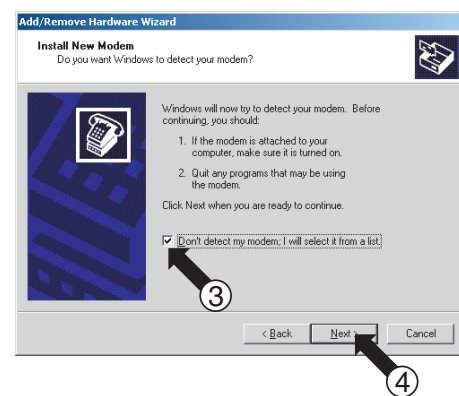 Add/Remove Hardware Wizard
Install New Modem
Do you want Windows to detect your modem?
Windows will now try to detect your modem. Before
continuing, you should:
1. If the modem is attached to your
computer, make sure it is turned on.
2. Quit any programs that may be using
the modem.
Click Next when you are ready to continue.
Don't detect my modem; I will select it from a list.
3
< Back Next > Cancel
4